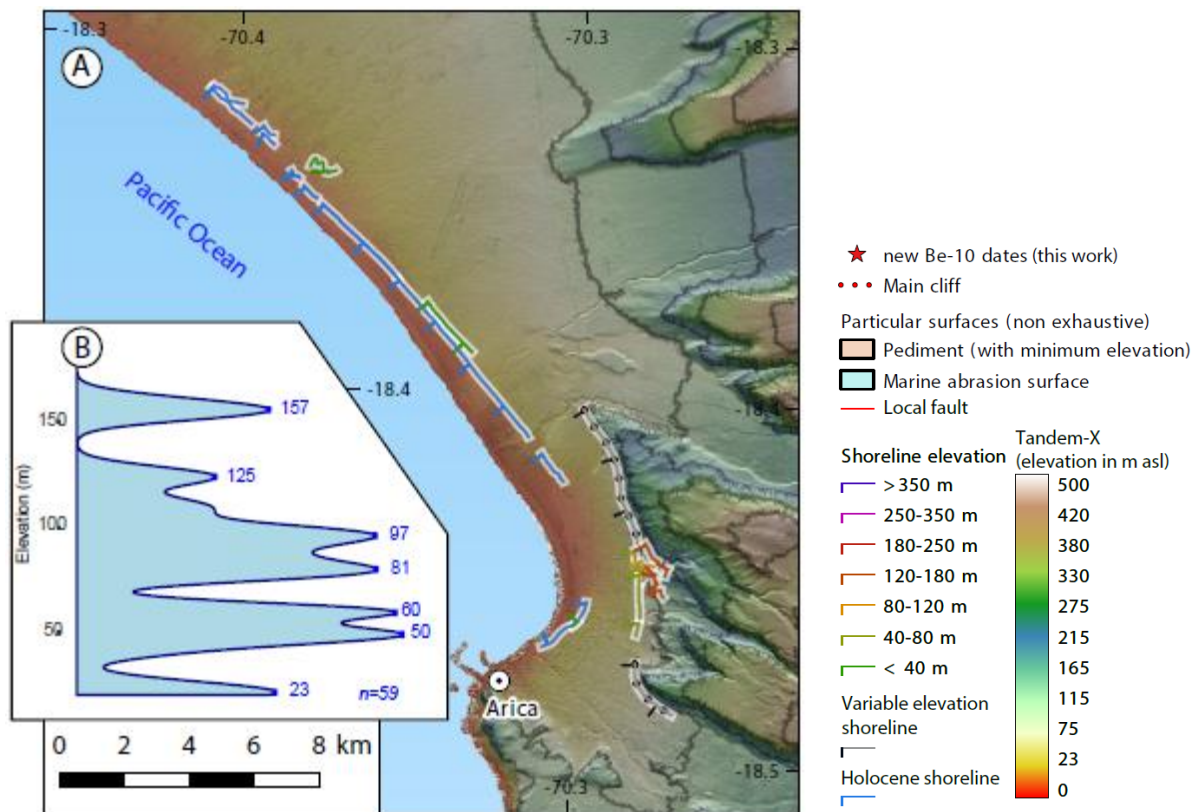 -18.3
-70.4
-70.3
-18.3
A
Pacific Ocean
B
-18.4
-18.4
157
150
125
100
97
81
60
50
50
23
n=59
Elevation (m)
Arica
0 2 4 6 8 km
-70.3
-18.5
new Be-10 dates (this work)
Main cliff
Particular surfaces (non exhaustive)
Pediment (with minimum elevation)
Marine abrasion surface
Local fault
Shoreline elevation
>350 m
250-350 m
180-250 m
120-180 m
80-120 m
40-80 m
< 40 m
Variable elevation
shoreline
Holocene shoreline
Tandem-X
(elevation in m asl)
500
420
380
330
275
215
165
115
75
23
0